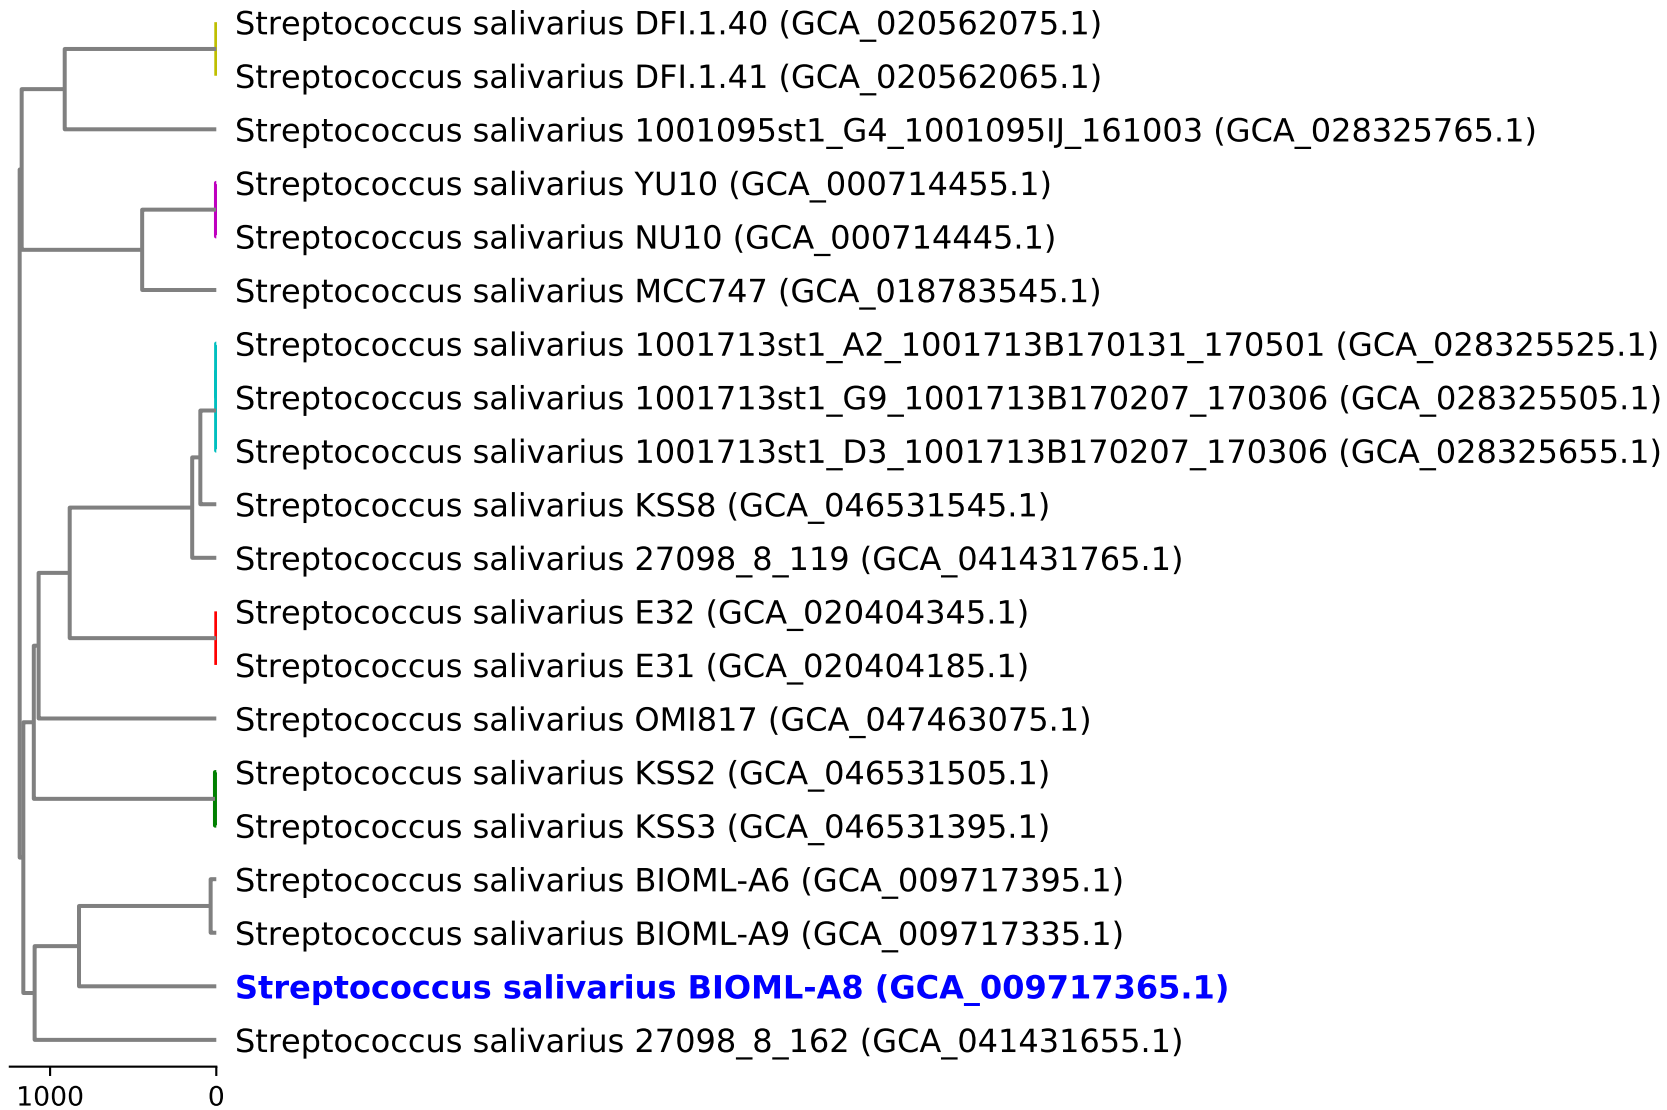 Streptococcus salivarius DFI.1.40 (GCA_020562075.1)
Streptococcus salivarius DFI.1.41 (GCA_020562065.1)
Streptococcus salivarius 1001095st1_G4_1001095IJ_161003 (GCA_028325765.1)
Streptococcus salivarius YU10 (GCA_000714455.1)
Streptococcus salivarius NU10 (GCA_000714445.1)
Streptococcus salivarius MCC747 (GCA_018783545.1)
Streptococcus salivarius 1001713st1_A2_1001713B170131_170501 (GCA_028325525.1)
Streptococcus salivarius 1001713st1_G9_1001713B170207_170306 (GCA_028325505.1)
Streptococcus salivarius 1001713st1_D3_1001713B170207_170306 (GCA_028325655.1)
Streptococcus salivarius KSS8 (GCA_046531545.1)
Streptococcus salivarius 27098_8_119 (GCA_041431765.1)
Streptococcus salivarius E32 (GCA_020404345.1)
Streptococcus salivarius E31 (GCA_020404185.1)
Streptococcus salivarius OMI817 (GCA_047463075.1)
Streptococcus salivarius KSS2 (GCA_046531505.1)
Streptococcus salivarius KSS3 (GCA_046531395.1)
Streptococcus salivarius BIOML-A6 (GCA_009717395.1)
Streptococcus salivarius BIOML-A9 (GCA_009717335.1)
Streptococcus salivarius BIOML-A8 (GCA_009717365.1)
Streptococcus salivarius 27098_8_162 (GCA_041431655.1)
1000 0